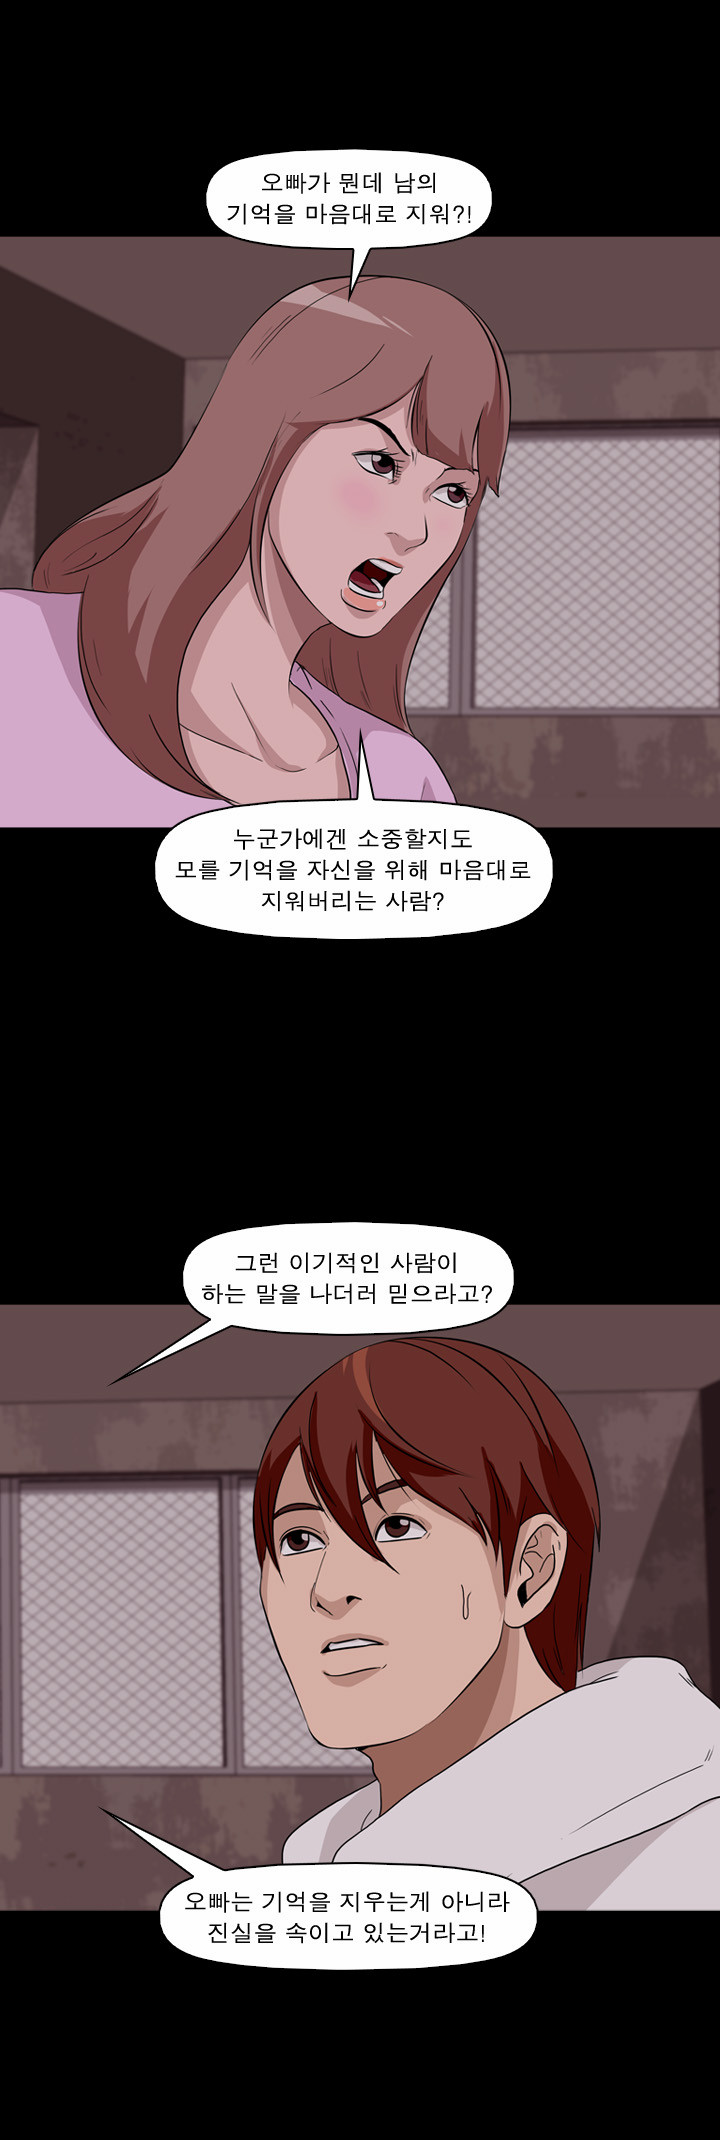 오빠가 뭔데 남의
기억을 마음대로 지워?!
누군가에겐 소중할지도
모를 기억을 자신을 위해 마음대로
지워버리는 사람?
그런 이기적인 사람이
하는 말을 나더러 믿으라고?
오빠는 기억을 지우는게 아니라
진실을 속이고 있는거라고!